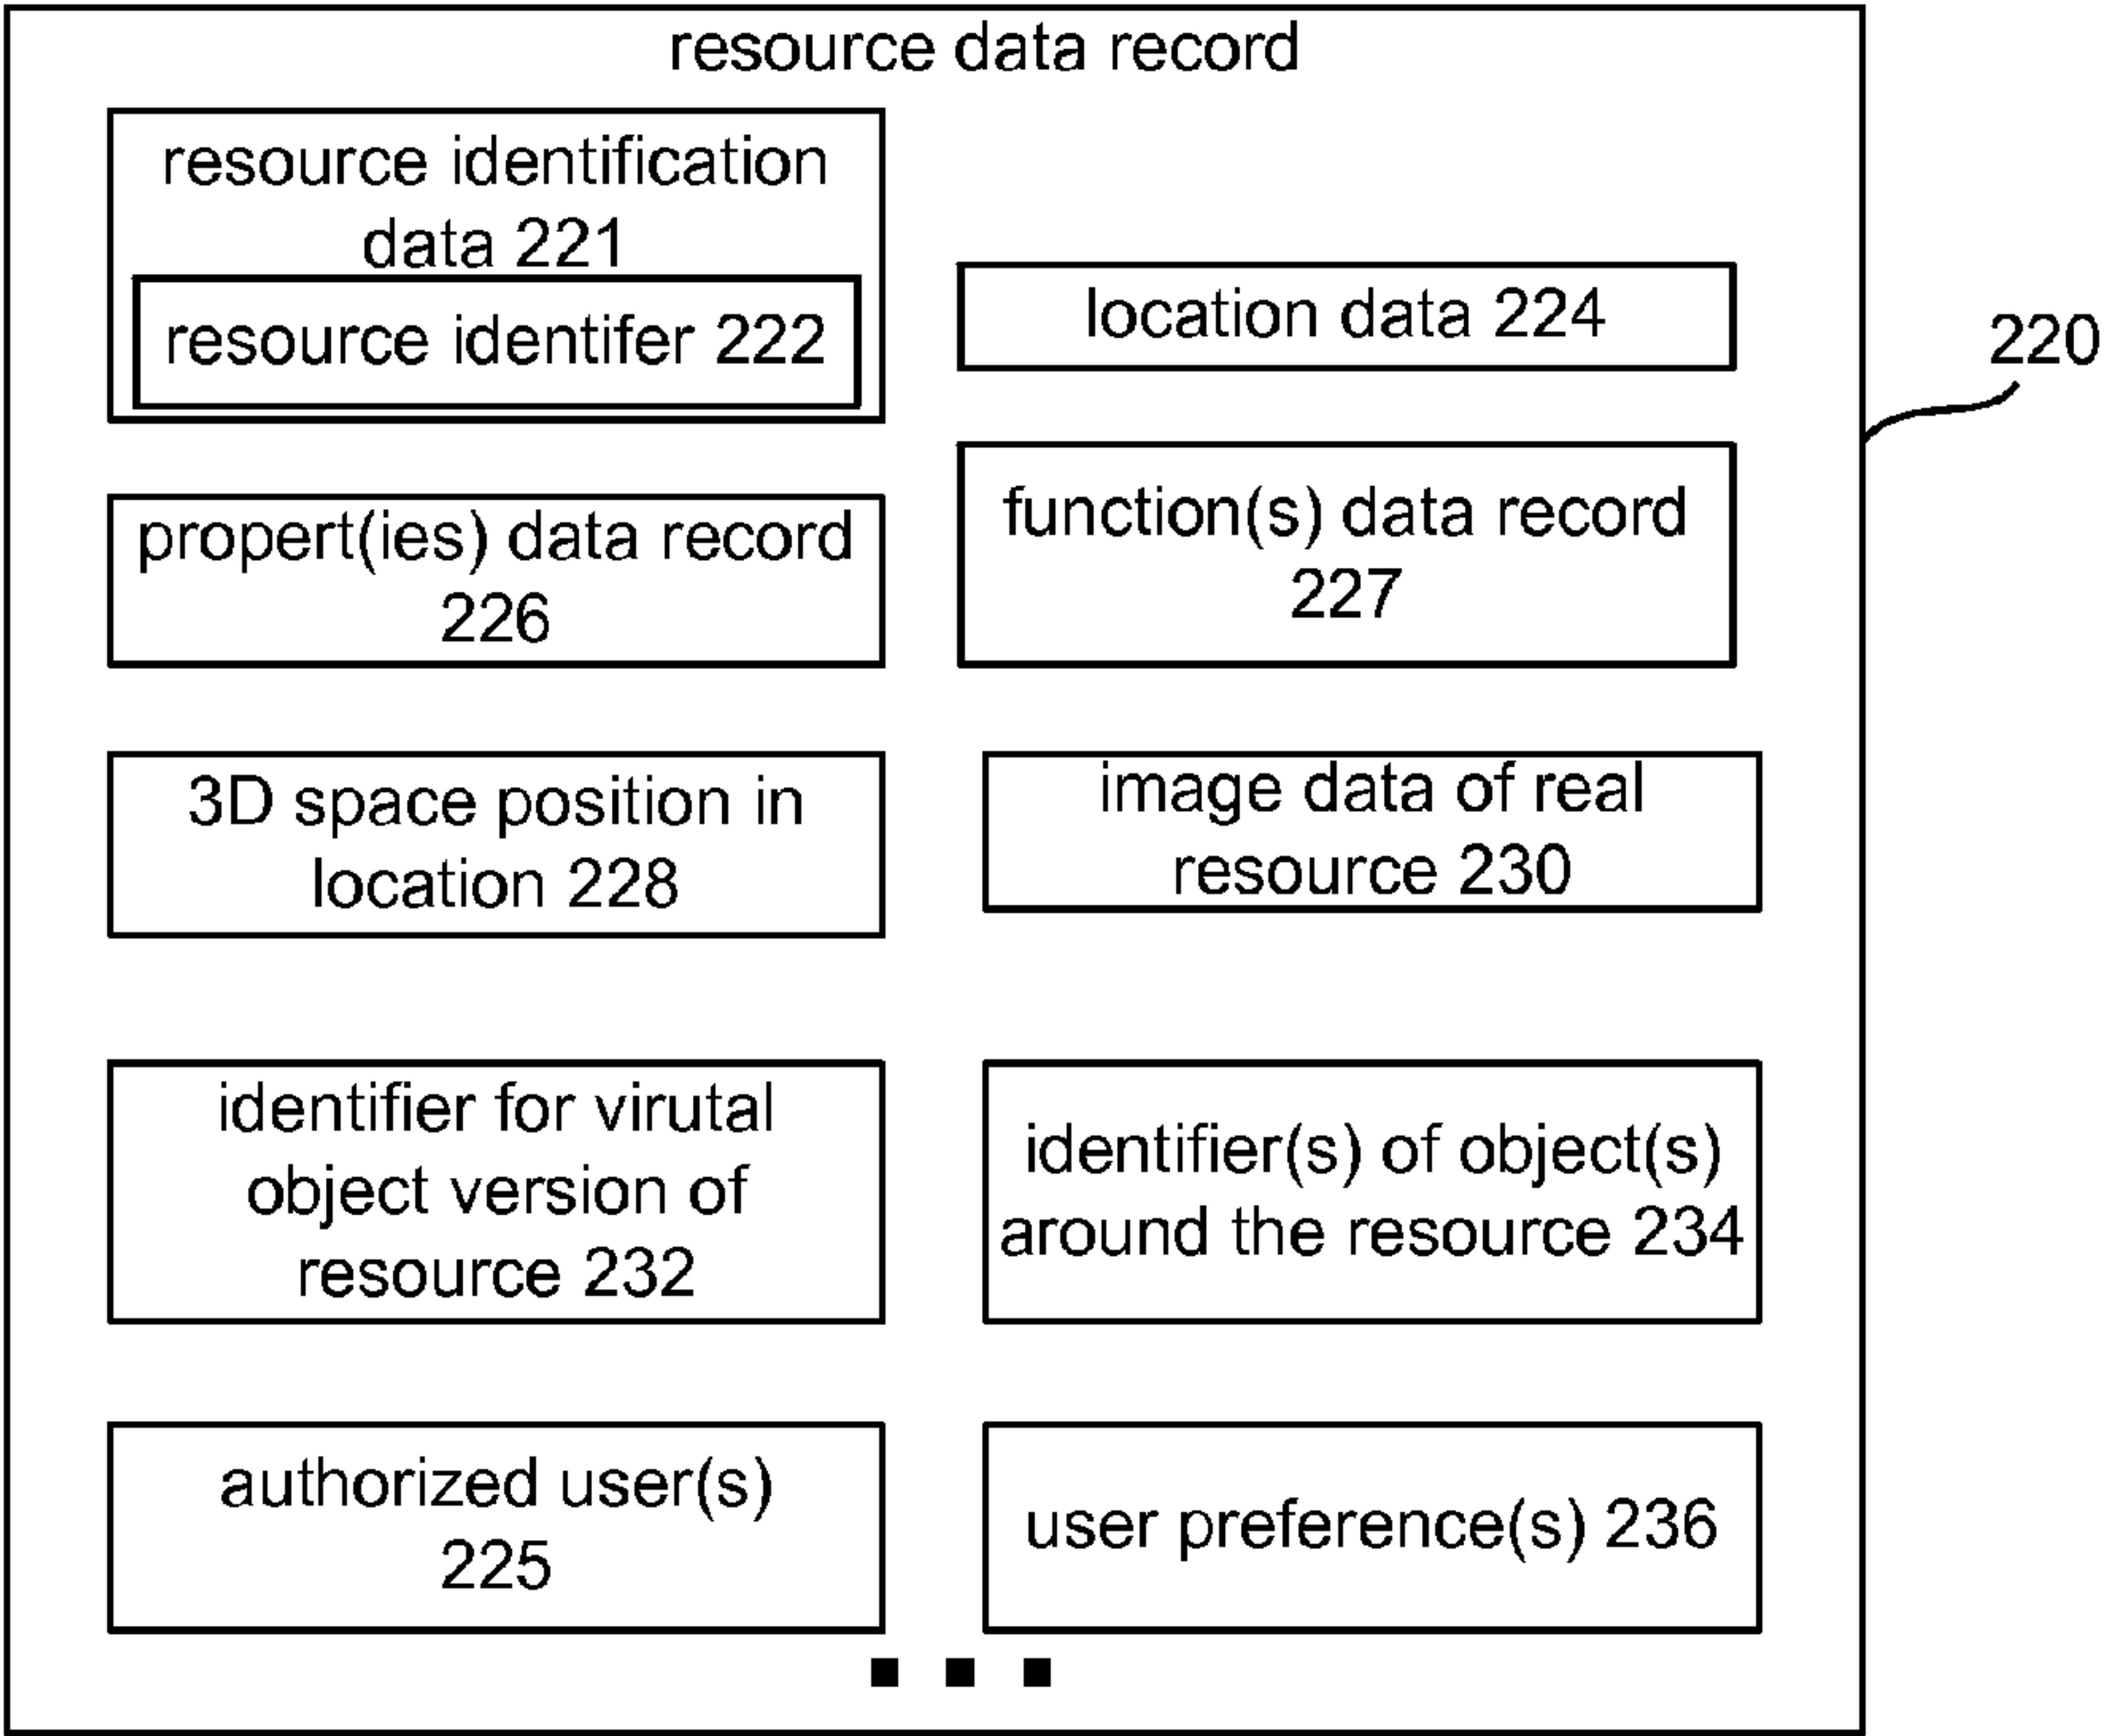 resource data record
resource identification
data 221
resource identifer 222
location data 224
220
propert(ies) data record
226
function(s) data record
227
3D space position in
location 228
image data of real
resource 230
identifier for virutal
object version of
resource 232
identifier(s) of object(s)
around the resource 234
authorized user(s)
225
user preference(s) 236